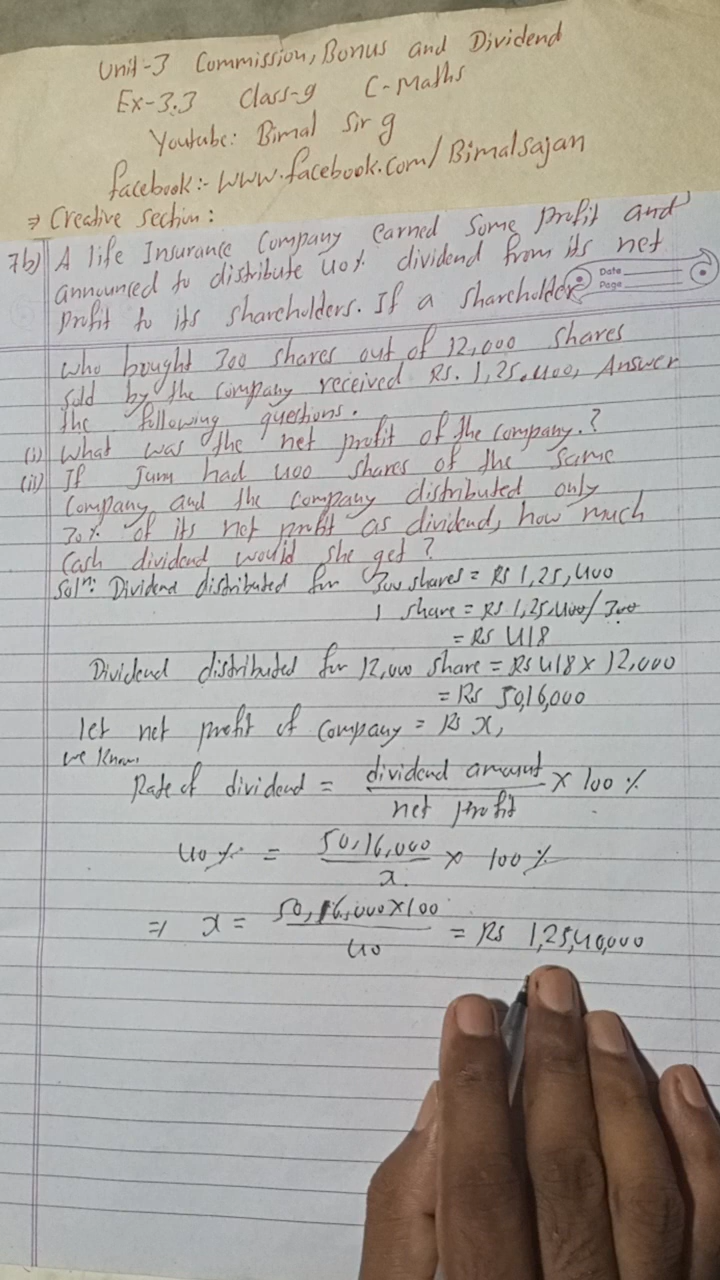 Unit-3 Commission, Bonus and Dividend
Ex-3.3 Class-9 C-Maths
Youtube: Bimal Sir g
facebook:- www.facebook.com/Bimalsajan
⇒ Creative Section:
7b) A life Insurance Company earned Some profit and
announced to distribute 40% dividend from its net
Date
Page
profit to its shareholders. If a shareholder
who bought 300 shares out of 12,000 shares
sold by the company received Rs. 1,25,400, Answer
the following questions.
(i) What was the net profit of the company.?
(ii) If had 400 shares of the same
Company and the company distributed only
30% of its net profit as dividend, how much
Cash dividend would she get?
Solⁿ: Dividend distributed for 300 shares = Rs 1,25,400
1 share = Rs 1,25,400/300
= Rs 418
Dividend distributed for 12,000 share = Rs 418 × 12,000
= Rs 50,16,000
let net profit of company = Rs x,
we know,
Rate of dividend = dividend amount / net profit × 100 %
40% = 50,16,000 / x × 100 %
⇒ x = 50,16,000×100 / 40 = Rs 1,25,40,000